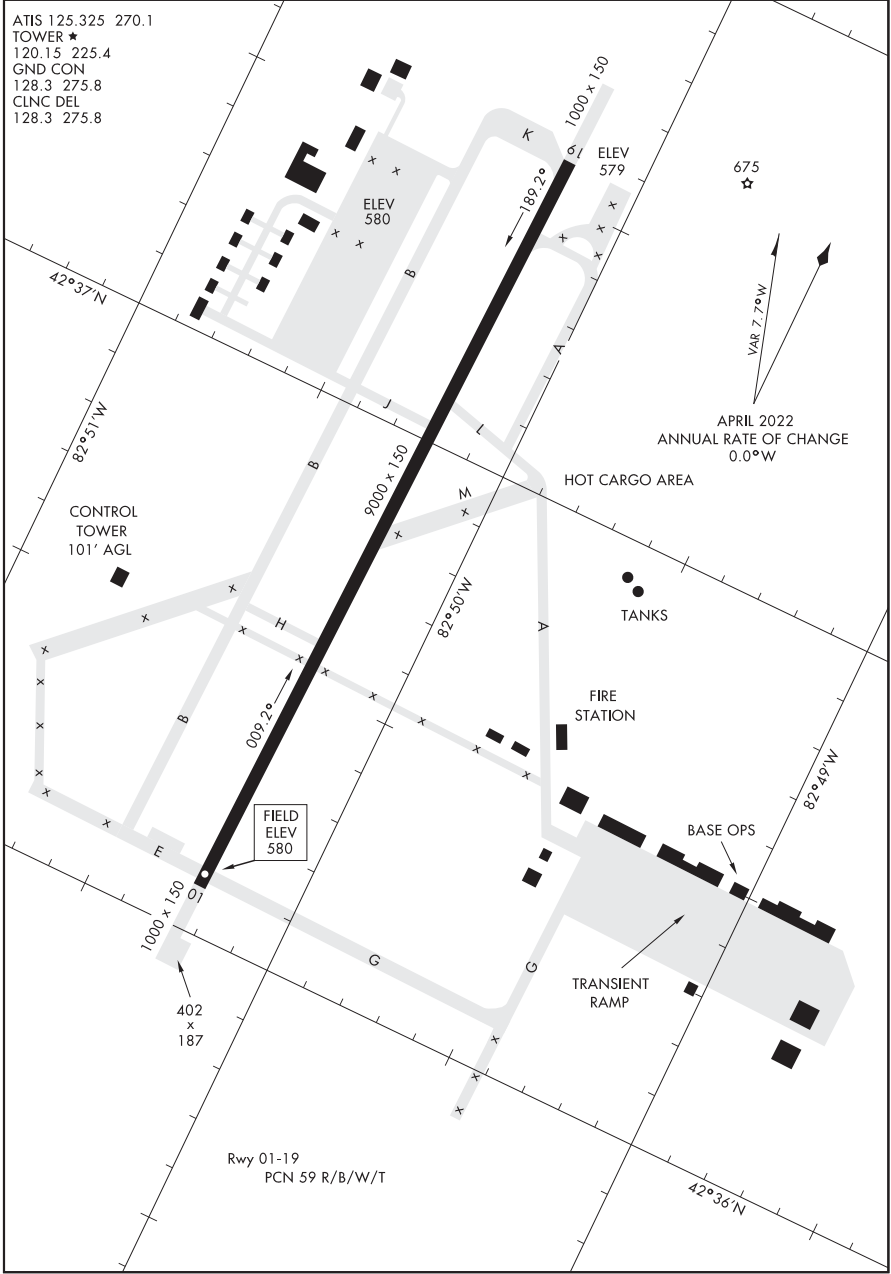 ATIS 125.325 270.1
TOWER ★
120.15 225.4
GND CON
128.3 275.8
CLNC DEL
128.3 275.8
1000 x 150
K
19
ELEV
579
675
189.2°
ELEV
580
B
42°37'N
VAR 7.7°W
A
J
L
APRIL 2022
ANNUAL RATE OF CHANGE
0.0°W
82°51'W
B
9000 x 150
M
HOT CARGO AREA
CONTROL
TOWER
101' AGL
82°50'W
TANKS
H
A
FIRE
STATION
B
009.2°
82°49'W
FIELD
ELEV
580
BASE OPS
E
01
1000 x 150
G
G
TRANSIENT
RAMP
402
x
187
Rwy 01-19
PCN 59 R/B/W/T
42°36'N